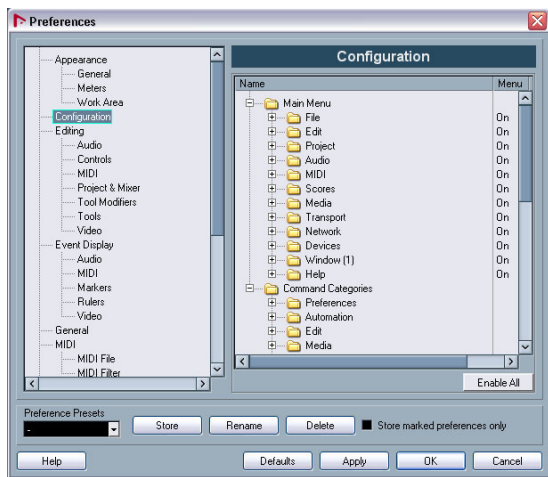 Preferences
Appearance
General
Meters
Work Area
Configuration
Editing
Audio
Controls
MIDI
Project & Mixer
Tool Modifiers
Tools
Video
Event Display
Audio
MIDI
Markers
Rulers
Video
General
MIDI
MIDI File
MIDI Filter
Configuration
Name Menu
Main Menu
File On
Edit On
Project On
Audio On
MIDI On
Scores On
Media On
Transport On
Network On
Devices On
Window (1) On
Help On
Command Categories
Preferences
Automation
Edit
Media
Enable All
Preference Presets
- Store Rename Delete Store marked preferences only
Help Defaults Apply OK Cancel